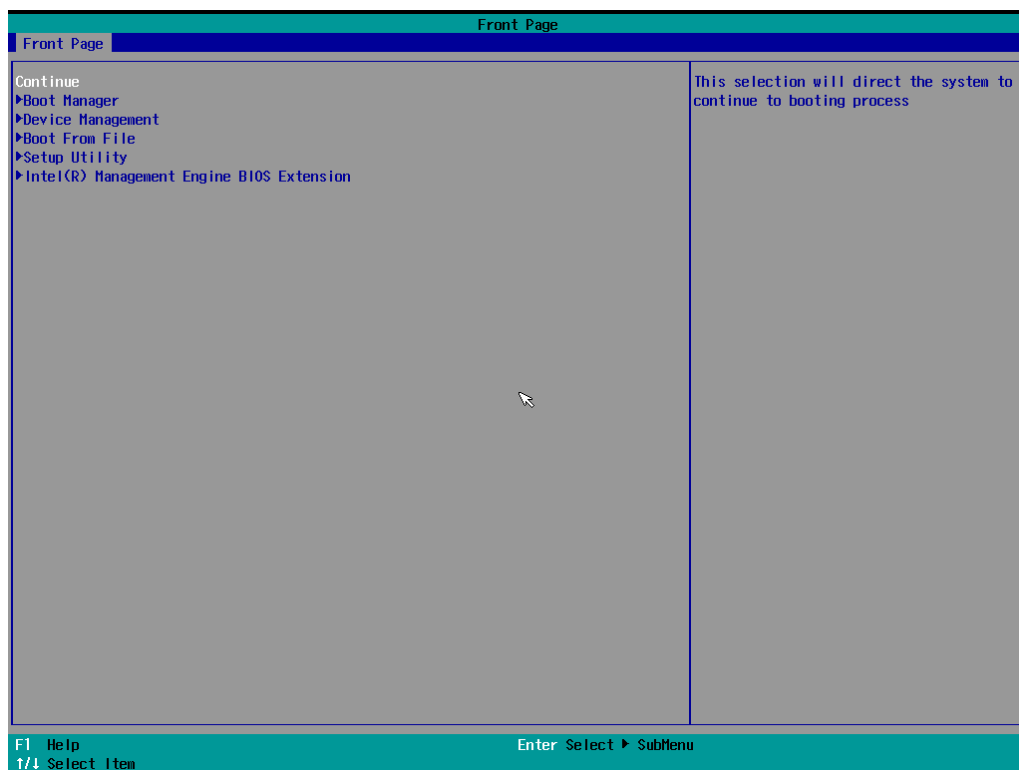 Front Page
Front Page
Continue
▶Boot Manager
▶Device Management
▶Boot From File
▶Setup Utility
▶Intel(R) Management Engine BIOS Extension
This selection will direct the system to
continue to booting process
F1 Help
↑/↓ Select Item
Enter Select ▶ SubMenu